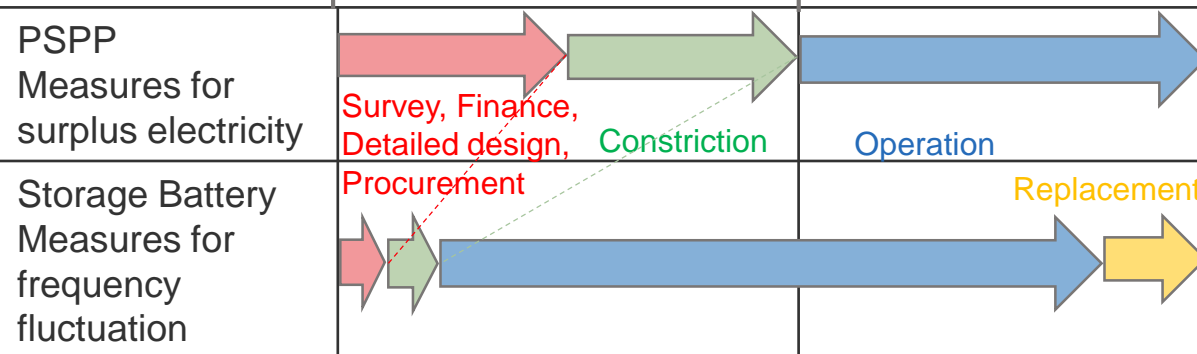 PSPP
Measures for
surplus electricity
Survey, Finance,
Detailed design,
Procurement
Constriction
Operation
Storage Battery
Measures for
frequency
fluctuation
Replacement